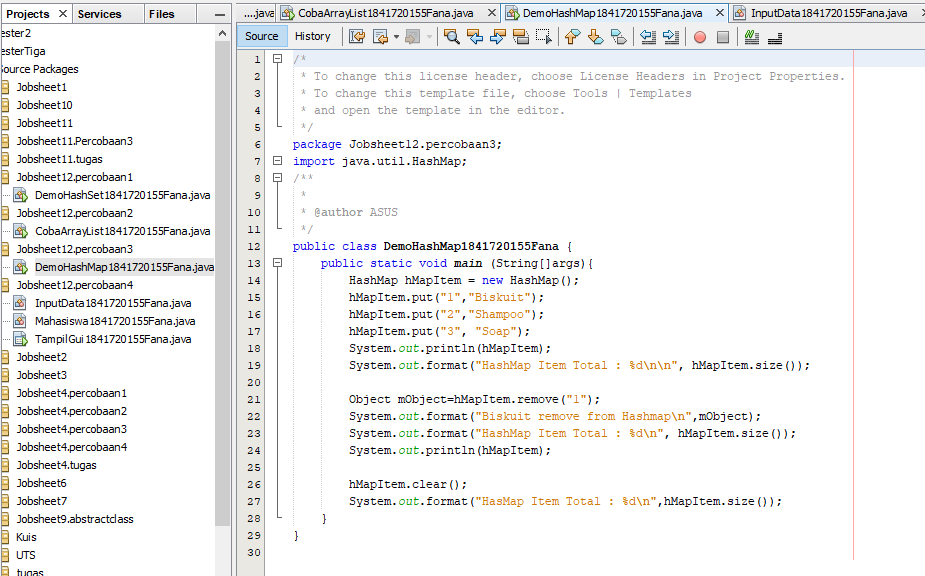 Projects
Services
Files
ester2
esterTiga
Source Packages
Jobsheet1
Jobsheet10
Jobsheet11
Jobsheet11.Percobaan3
Jobsheet11.tugas
Jobsheet12.percobaan1
DemoHashSet1841720155Fana.java
Jobsheet12.percobaan2
CobaArrayList1841720155Fana.java
Jobsheet12.percobaan3
DemoHashMap1841720155Fana.java
Jobsheet12.percobaan4
InputData1841720155Fana.java
Mahasiswa1841720155Fana.java
TampilGui1841720155Fana.java
Jobsheet2
Jobsheet3
Jobsheet4.percobaan1
Jobsheet4.percobaan2
Jobsheet4.percobaan3
Jobsheet4.percobaan4
Jobsheet4.tugas
Jobsheet6
Jobsheet7
Jobsheet9.abstractclass
Kuis
UTS
tugas
....java
CobaArrayList1841720155Fana.java
DemoHashMap1841720155Fana.java
InputData1841720155Fana.java
Source History
1 /*
2 * To change this license header, choose License Headers in Project Properties.
3 * To change this template file, choose Tools | Templates
4 * and open the template in the editor.
5 */
6 package Jobsheet12.percobaan3;
7 import java.util.HashMap;
8 /**
9 *
10 * @author ASUS
11 */
12 public class DemoHashMap1841720155Fana {
13 public static void main (String[]args){
14 HashMap hMapItem = new HashMap();
15 hMapItem.put("1","Biskuit");
16 hMapItem.put("2","Shampoo");
17 hMapItem.put("3", "Soap");
18 System.out.println(hMapItem);
19 System.out.format("HashMap Item Total : %d\n\n", hMapItem.size());
20
21 Object mObject=hMapItem.remove("1");
22 System.out.format("Biskuit remove from Hashmap\n",mObject);
23 System.out.format("HashMap Item Total : %d\n", hMapItem.size());
24 System.out.println(hMapItem);
25
26 hMapItem.clear();
27 System.out.format("HasMap Item Total : %d\n",hMapItem.size());
28 }
29 }
30